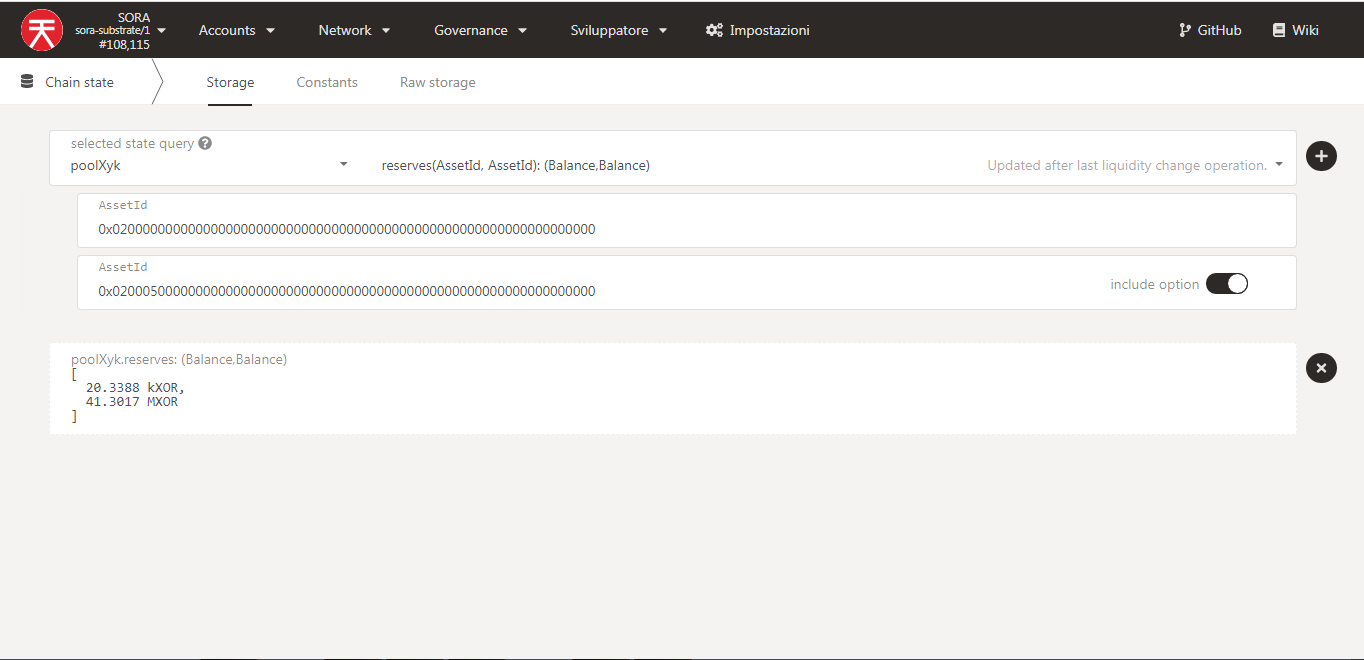 SORA
sora-substrate/1
#108,115
Accounts
Network
Governance
Sviluppatore
Impostazioni
GitHub
Wiki
Chain state
Storage
Constants
Raw storage
selected state query
poolXyk
reserves(AssetId, AssetId): (Balance,Balance)
Updated after last liquidity change operation.
AssetId
0x0200000000000000000000000000000000000000000000000000000000000000
AssetId
0x0200050000000000000000000000000000000000000000000000000000000000
include option
poolXyk.reserves: (Balance,Balance)
[
20.3388 kXOR,
41.3017 MXOR
]